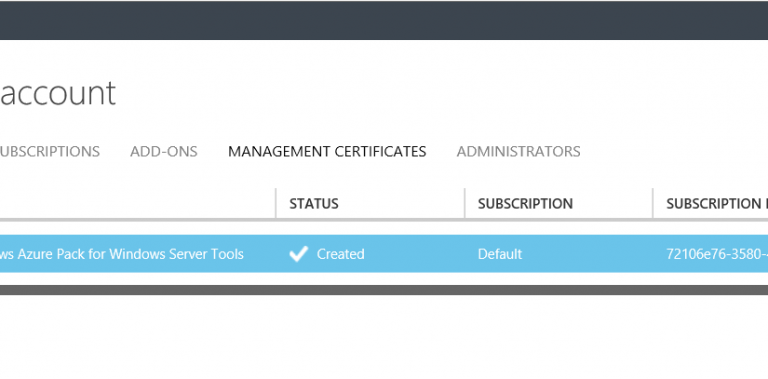 account
UBSCRIPTIONS ADD-ONS MANAGEMENT CERTIFICATES ADMINISTRATORS
STATUS SUBSCRIPTION SUBSCRIPTION
ws Azure Pack for Windows Server Tools Created Default 72106e76-3580-